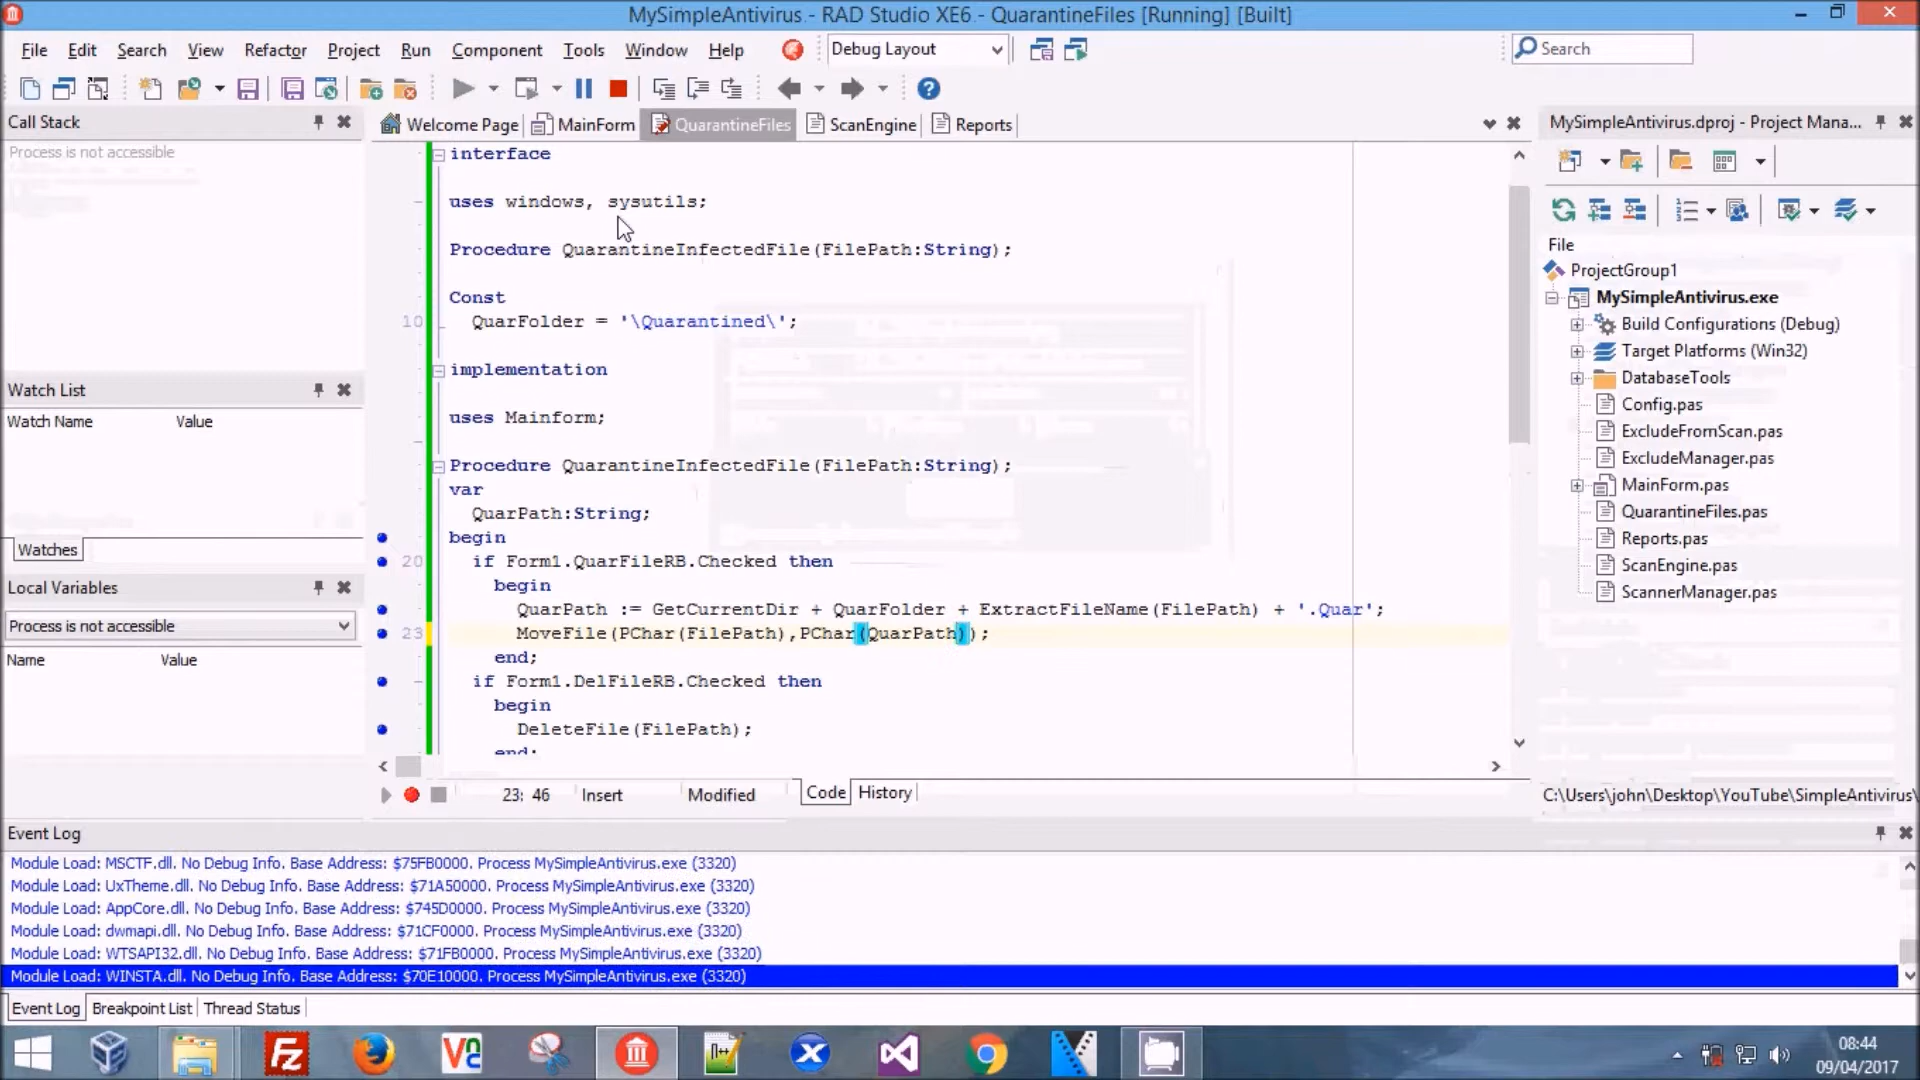 MySimpleAntivirus - RAD Studio XE6 - QuarantineFiles [Running] [Built]
File Edit Search View Refactor Project Run Component Tools Window Help
Debug Layout
Search
Call Stack
Process is not accessible
Welcome Page MainForm QuarantineFiles ScanEngine Reports
MySimpleAntivirus.dproj - Project Mana...
interface
uses windows, sysutils;
Procedure QuarantineInfectedFile(FilePath:String);
Const
10 QuarFolder = '\Quarantined\';
implementation
uses Mainform;
Procedure QuarantineInfectedFile(FilePath:String);
var
QuarPath:String;
begin
20 if Form1.QuarFileRB.Checked then
begin
QuarPath := GetCurrentDir + QuarFolder + ExtractFileName(FilePath) + '.Quar';
23 MoveFile(PChar(FilePath),PChar(QuarPath));
end;
if Form1.DelFileRB.Checked then
begin
DeleteFile(FilePath);
end;
Watch List
Watch Name Value
Watches
Local Variables
Process is not accessible
Name Value
23: 46 Insert Modified Code History
File
ProjectGroup1
MySimpleAntivirus.exe
Build Configurations (Debug)
Target Platforms (Win32)
DatabaseTools
Config.pas
ExcludeFromScan.pas
ExcludeManager.pas
MainForm.pas
QuarantineFiles.pas
Reports.pas
ScanEngine.pas
ScannerManager.pas
C:\Users\john\Desktop\YouTube\SimpleAntivirus\
Event Log
Module Load: MSCTF.dll. No Debug Info. Base Address: $75FB0000. Process MySimpleAntivirus.exe (3320)
Module Load: UxTheme.dll. No Debug Info. Base Address: $71A50000. Process MySimpleAntivirus.exe (3320)
Module Load: AppCore.dll. No Debug Info. Base Address: $745D0000. Process MySimpleAntivirus.exe (3320)
Module Load: dwmapi.dll. No Debug Info. Base Address: $71CF0000. Process MySimpleAntivirus.exe (3320)
Module Load: WTSAPI32.dll. No Debug Info. Base Address: $71FB0000. Process MySimpleAntivirus.exe (3320)
Module Load: WINSTA.dll. No Debug Info. Base Address: $70E10000. Process MySimpleAntivirus.exe (3320)
Event Log Breakpoint List Thread Status
08:44
09/04/2017